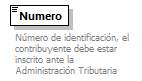 Numero
Número de identificación, el
contribuyente debe estar
inscrito ante la
Administración Tributaria